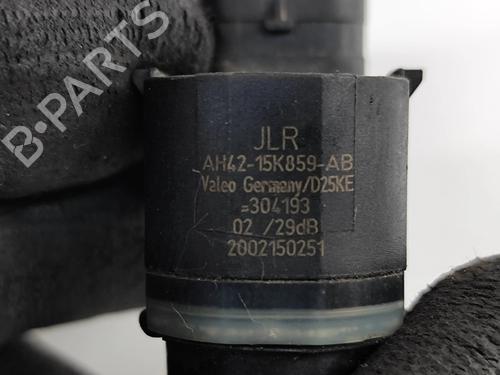 JLR
AH42-15K859-AB
Valeo Germany/D25KE
=304193
02 /29dB
2002150251
B-PARTS